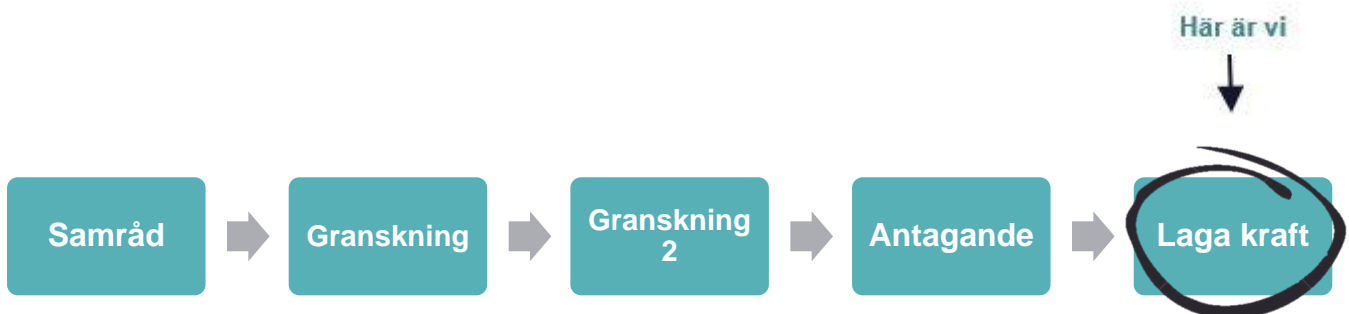 Här är vi
Samråd
Granskning
Granskning
2
Antagande
Laga kraft